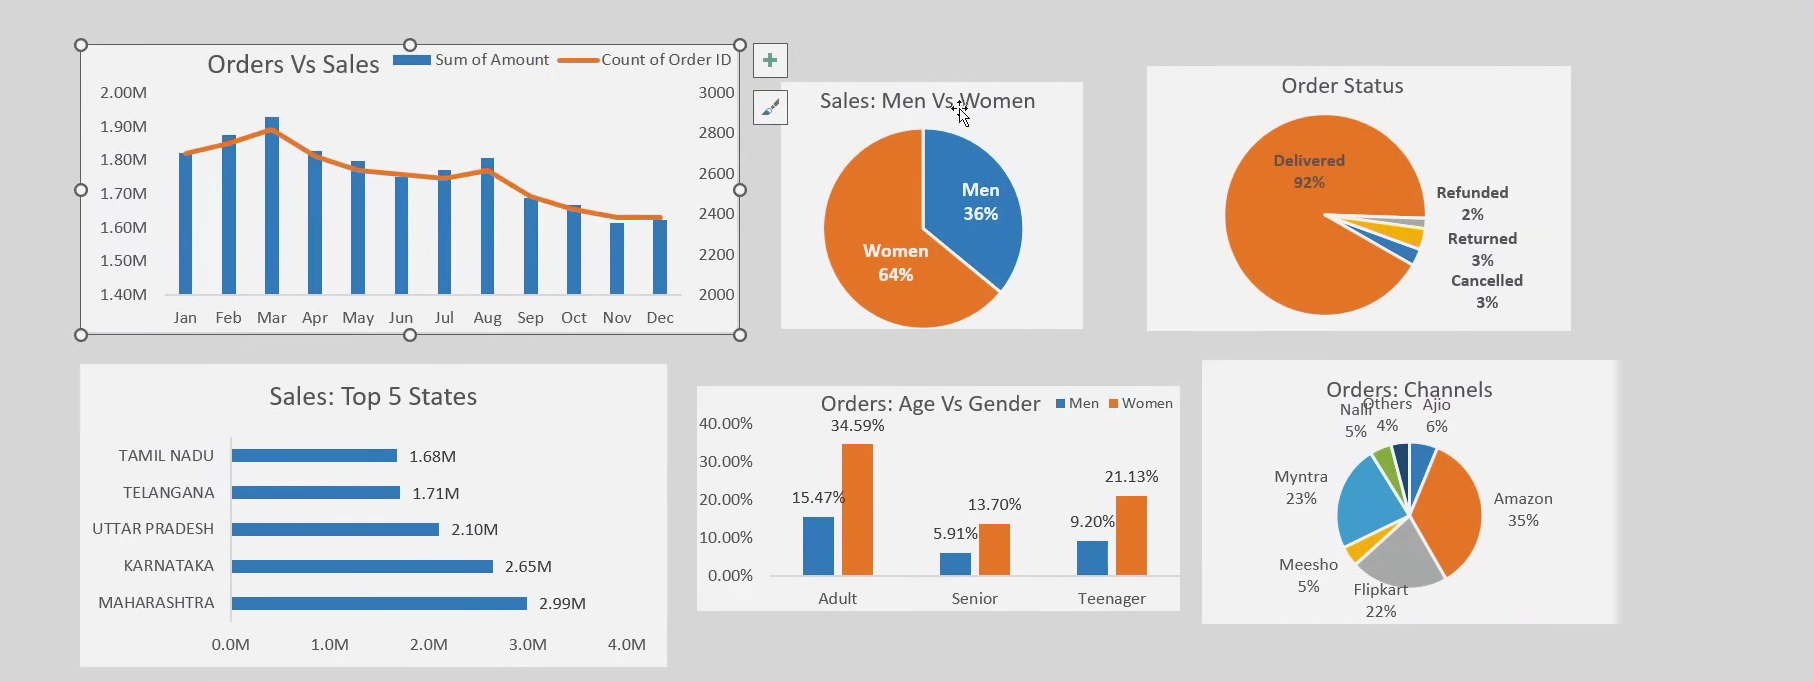 Orders Vs Sales
Sum of Amount
Count of Order ID
2.00M
1.90M
1.80M
1.70M
1.60M
1.50M
1.40M
3000
2800
2600
2400
2200
2000
Jan Feb Mar Apr May Jun Jul Aug Sep Oct Nov Dec
Sales: Men Vs Women
Men
36%
Women
64%
Order Status
Delivered
92%
Refunded
2%
Returned
3%
Cancelled
3%
Sales: Top 5 States
TAMIL NADU 1.68M
TELANGANA 1.71M
UTTAR PRADESH 2.10M
KARNATAKA 2.65M
MAHARASHTRA 2.99M
0.0M 1.0M 2.0M 3.0M 4.0M
Orders: Age Vs Gender
Men Women
40.00%
30.00%
20.00%
10.00%
0.00%
34.59%
15.47%
5.91%
13.70%
9.20%
21.13%
Adult Senior Teenager
Orders: Channels
Nalli
5%
Others
4%
Ajio
6%
Myntra
23%
Amazon
35%
Meesho
5%
Flipkart
22%